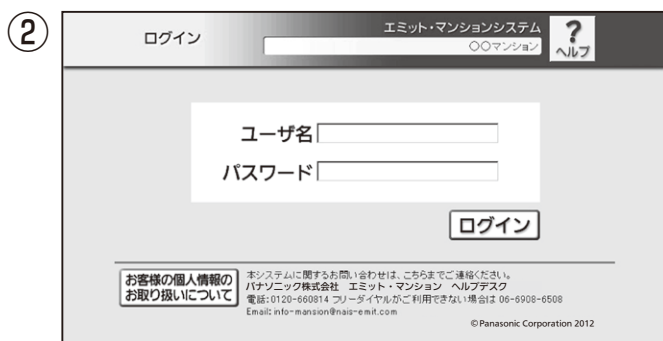 ②
ログイン
エミット・マンションシステム
○○マンション
?
ヘルプ
ユーザ名
パスワード
ログイン
お客様の個人情報の
お取り扱いについて
本システムに関するお問い合わせは、こちらまでご連絡ください。
パナソニック株式会社 エミット・マンション ヘルプデスク
電話:0120-660814 フリーダイヤルがご利用できない場合は 06-6908-6508
Email: info-mansion@nais-emit.com
©Panasonic Corporation 2012